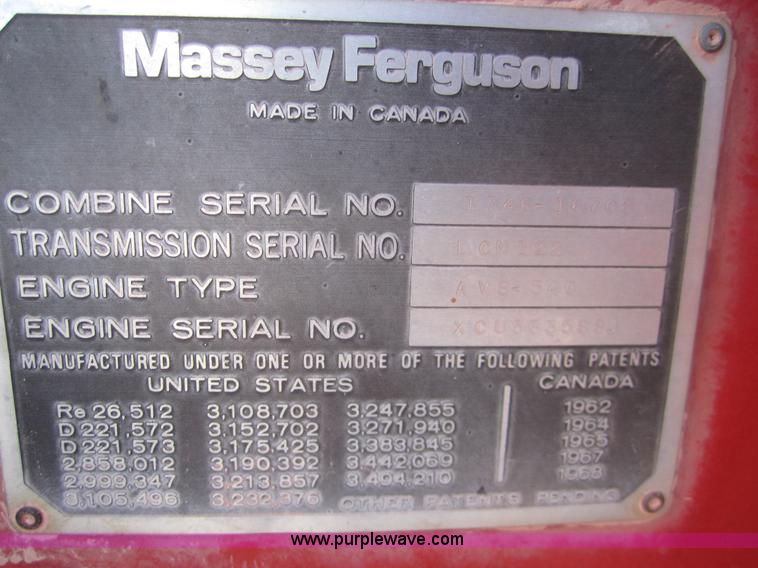 Massey Ferguson
MADE IN CANADA
COMBINE SERIAL NO.
TRANSMISSION SERIAL NO.
ENGINE TYPE
ENGINE SERIAL NO.
MANUFACTURED UNDER ONE OR MORE OF THE FOLLOWING PATENTS
UNITED STATES CANADA
Re 26,512 3,108,703 3,247,855 1962
D 221,572 3,152,702 3,271,940 1964
D 221,573 3,175,425 3,383,845 1965
2,858,012 3,190,392 3,442,069 1967
2,999,347 3,213,857 3,494,210 1968
3,105,496 3,232,376 OTHER PATENTS PENDING
www.purplewave.com